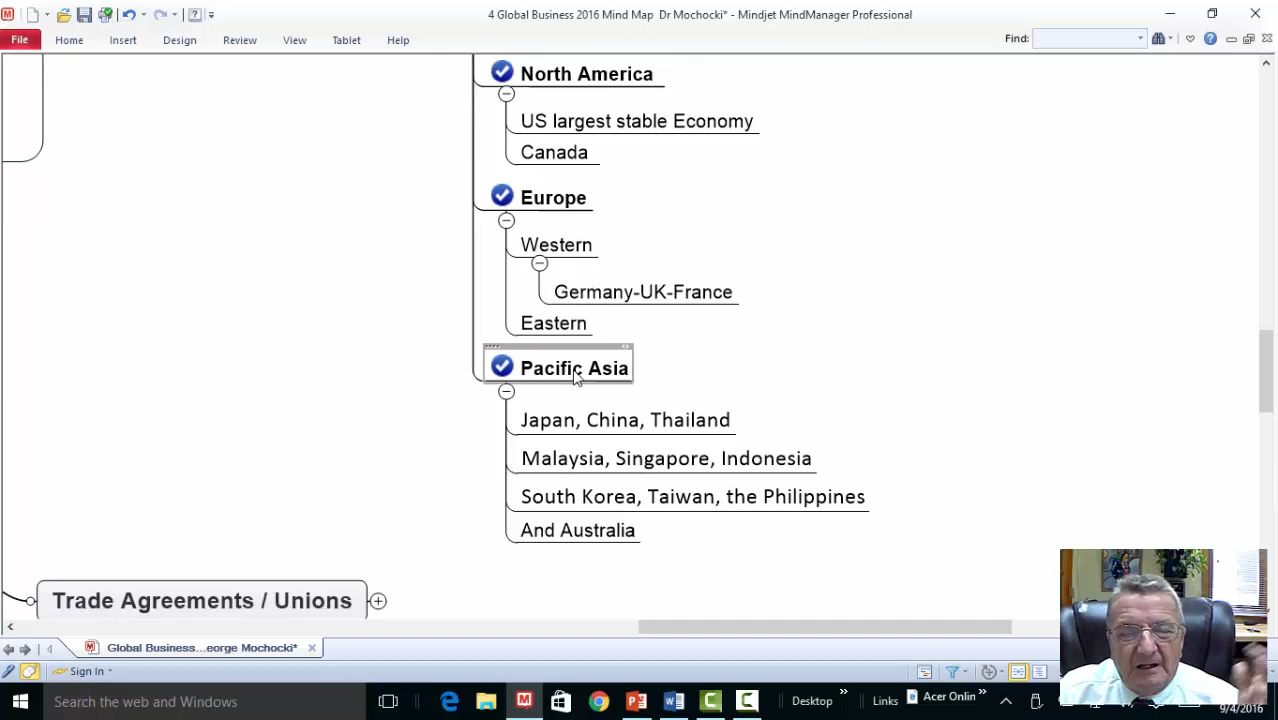 4 Global Business 2016 Mind Map Dr Mochocki* - Mindjet MindManager Professional
File Home Insert Design Review View Tablet Help Find:
North America
US largest stable Economy
Canada
Europe
Western
Germany-UK-France
Eastern
Pacific Asia
Japan, China, Thailand
Malaysia, Singapore, Indonesia
South Korea, Taiwan, the Philippines
And Australia
Trade Agreements / Unions
Global Business...eorge Mochocki*
Sign In
Search the web and Windows Desktop Links Acer Onlin
9/4/2016